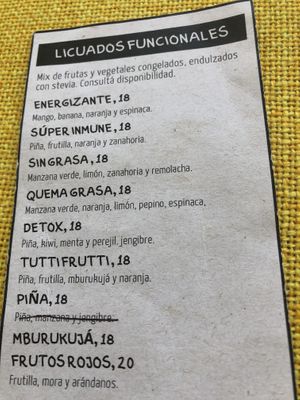 LICUADOS FUNCIONALES
Mix de frutas y vegetales congelados, endulzados
con stevia. Consultá disponibilidad.
ENERGIZANTE, 18
Mango, banana, naranja y espinaca.
SÚPER INMUNE, 18
Piña, frutilla, naranja y zanahoria.
SIN GRASA, 18
Manzana verde, limón, zanahoria y remolacha.
QUEMA GRASA, 18
Manzana verde, naranja, limón, pepino, espinaca,
DETOX, 18
Piña, kiwi, menta y perejil, jengibre.
TUTTI FRUTTI, 18
Piña, frutilla, mburukujá y naranja.
PIÑA, 18
Piña, manzana y jengibre.
MBURUKUJÁ, 18
FRUTOS ROJOS, 20
Frutilla, mora y arándanos.